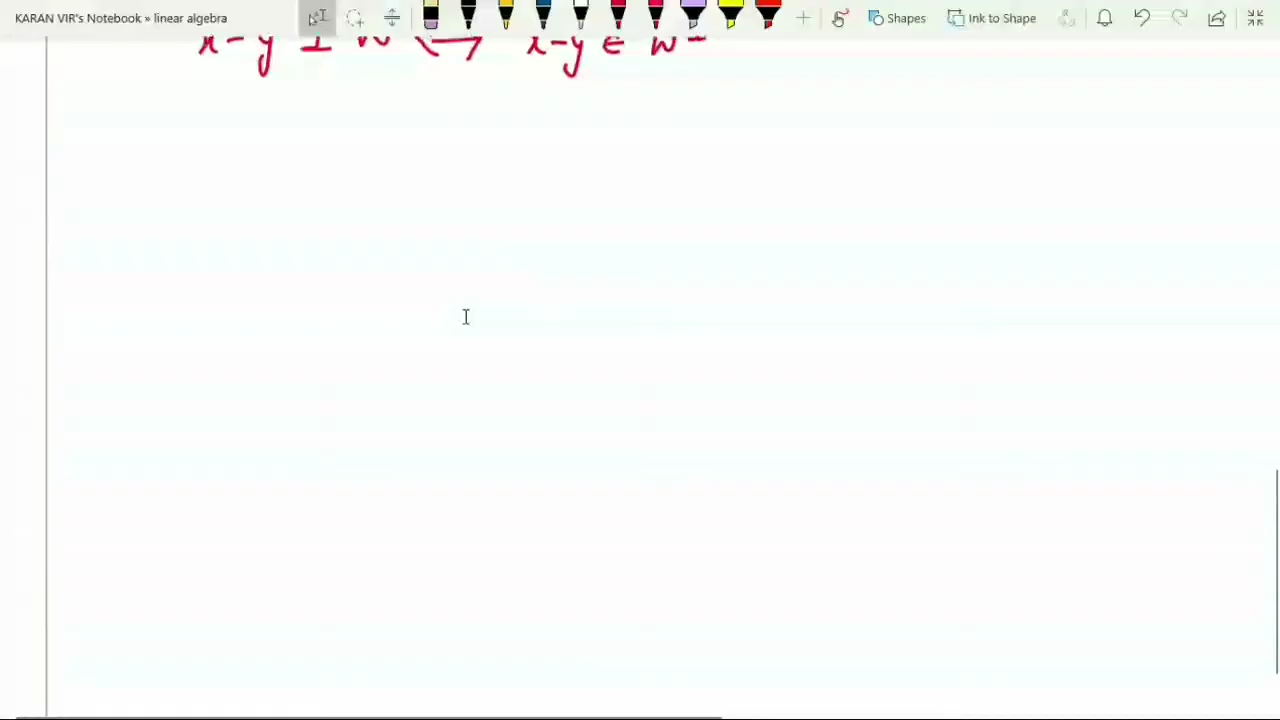 KARAN VIR's Notebook » linear algebra
Shapes
Ink to Shape
x-y ⊥ W ⟷ x-y ∈ W⊥